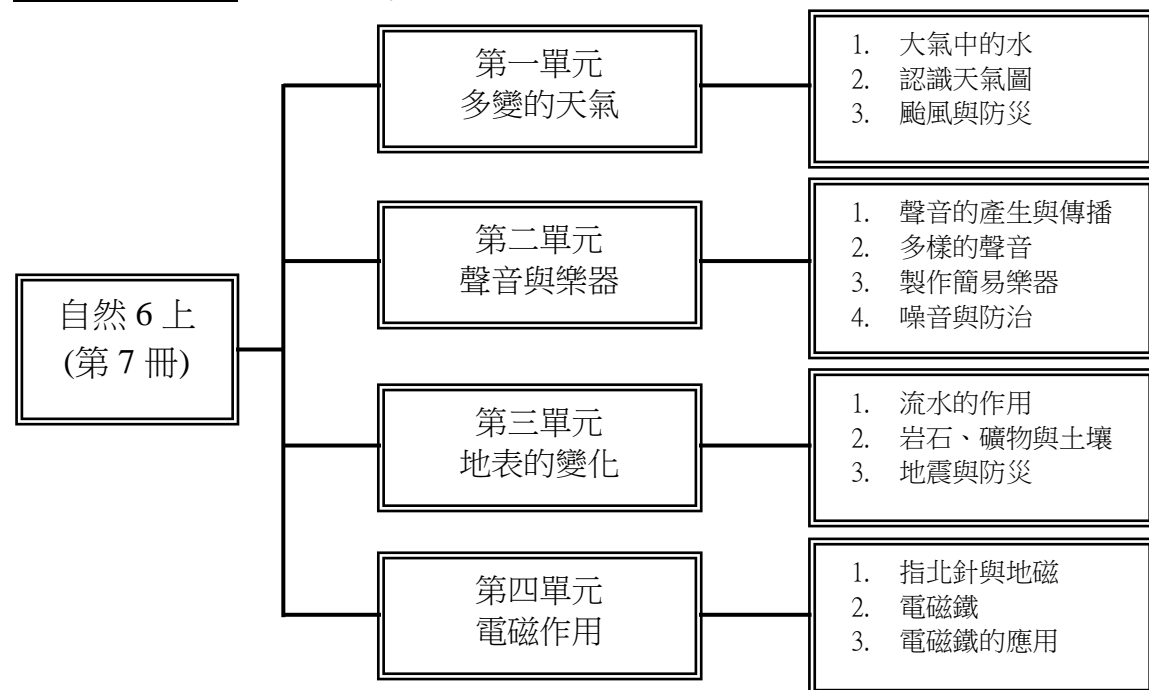 自然 6 上
(第 7 冊)
第一單元
多變的天氣
1. 大氣中的水
2. 認識天氣圖
3. 颱風與防災
第二單元
聲音與樂器
1. 聲音的產生與傳播
2. 多樣的聲音
3. 製作簡易樂器
4. 噪音與防治
第三單元
地表的變化
1. 流水的作用
2. 岩石、礦物與土壤
3. 地震與防災
第四單元
電磁作用
1. 指北針與地磁
2. 電磁鐵
3. 電磁鐵的應用